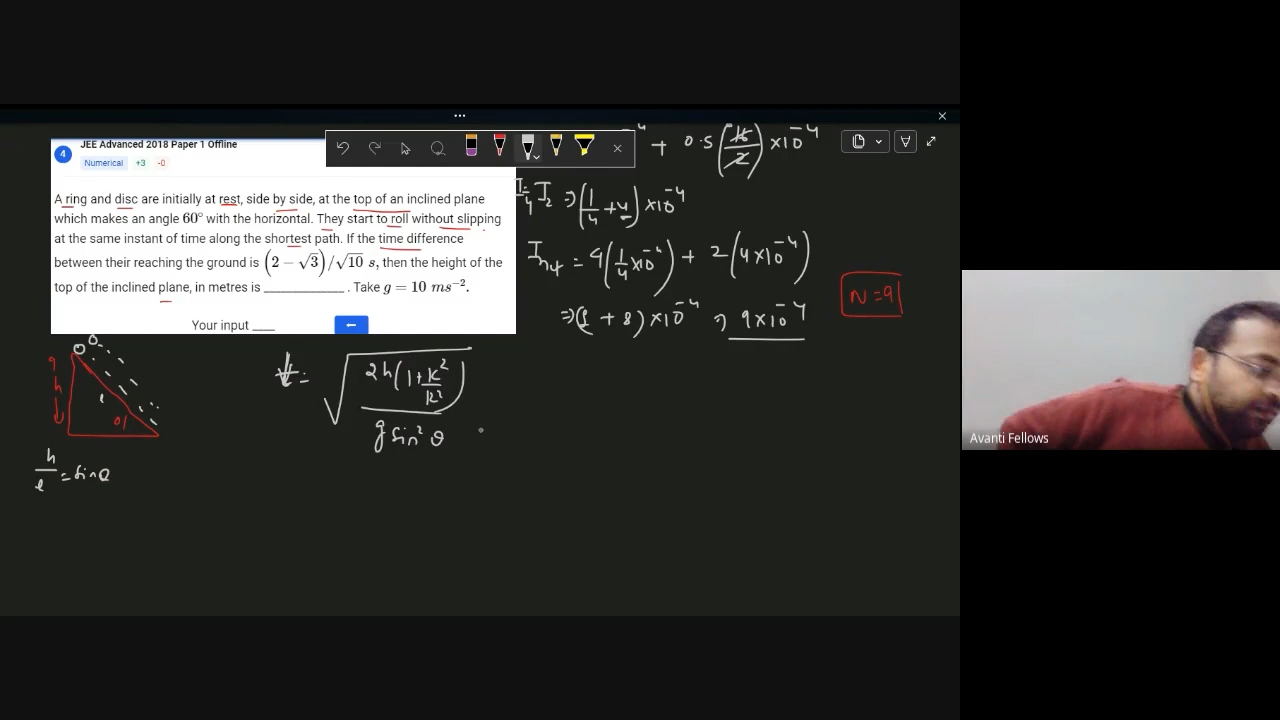 JEE Advanced 2018 Paper 1 Offline
4
Numerical +3 -0
A ring and disc are initially at rest, side by side, at the top of an inclined plane
which makes an angle 60° with the horizontal. They start to roll without slipping
at the same instant of time along the shortest path. If the time difference
between their reaching the ground is (2 − √3)/√10 s, then the height of the
top of the inclined plane, in metres is ____________ . Take g = 10 ms⁻².
Your input ____
+ 0.5 (16/2) ×10⁻⁴
I₂ ⇒ (1/4 + 4) ×10⁻⁴
= 4(1/4 ×10⁻⁴) + 2(4×10⁻⁴)
+ 8) ×10⁻⁴ ⇒ 9×10⁻⁴
N = 9
h
l
h/l = sinθ
t = √(2h(1+K²/R²)/g sin²θ)
Avanti Fellows